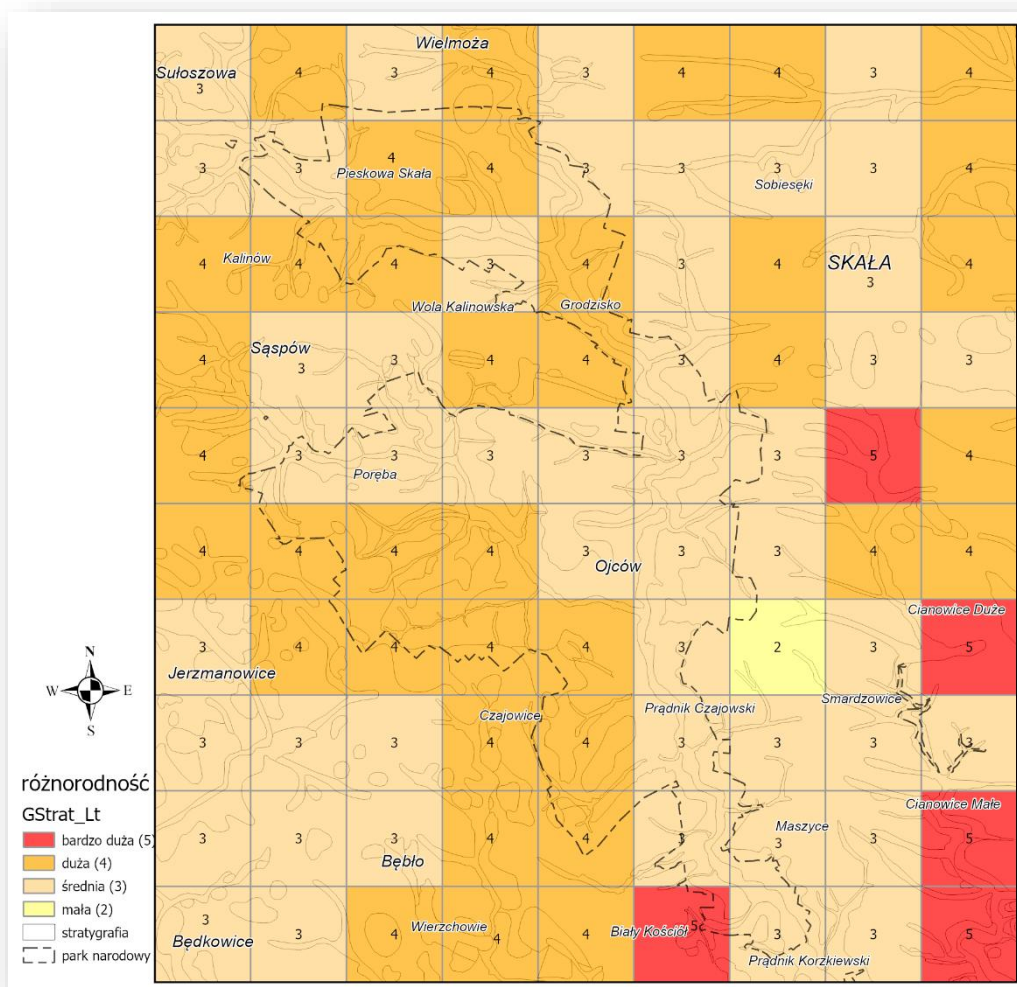 Wielmoża
Sułoszowa
3 4 3 4 3 4 4 3 4
3 3 4 4 3 3 3 3 4
Pieskowa Skała Sobiesęki
Kalinów SKAŁA
4 4 4 3 4 3 4 3 4
Wola Kalinowska Grodzisko
Sąspów
4 3 3 4 4 3 4 3 3
4 3 3 3 3 3 3 5 4
Poręba
4 4 4 4 3 3 3 4 4
Ojców
Cianowice Duże
3 4 4 4 4 3 2 3 5
Jerzmanowice
Czajowice Prądnik Czajowski Smardzowice
3 3 3 4 4 3 3 3 3
Cianowice Małe
Maszyce
3 3 3 4 4 3 3 3 5
Bębło
3 3 4 4 4 5 3 3 5
Wierzchowie Biały Kościół
Będkowice
Prądnik Korzkiewski
N
W E
S
różnorodność
GStrat_Lt
bardzo duża (5)
duża (4)
średnia (3)
mała (2)
stratygrafia
park narodowy